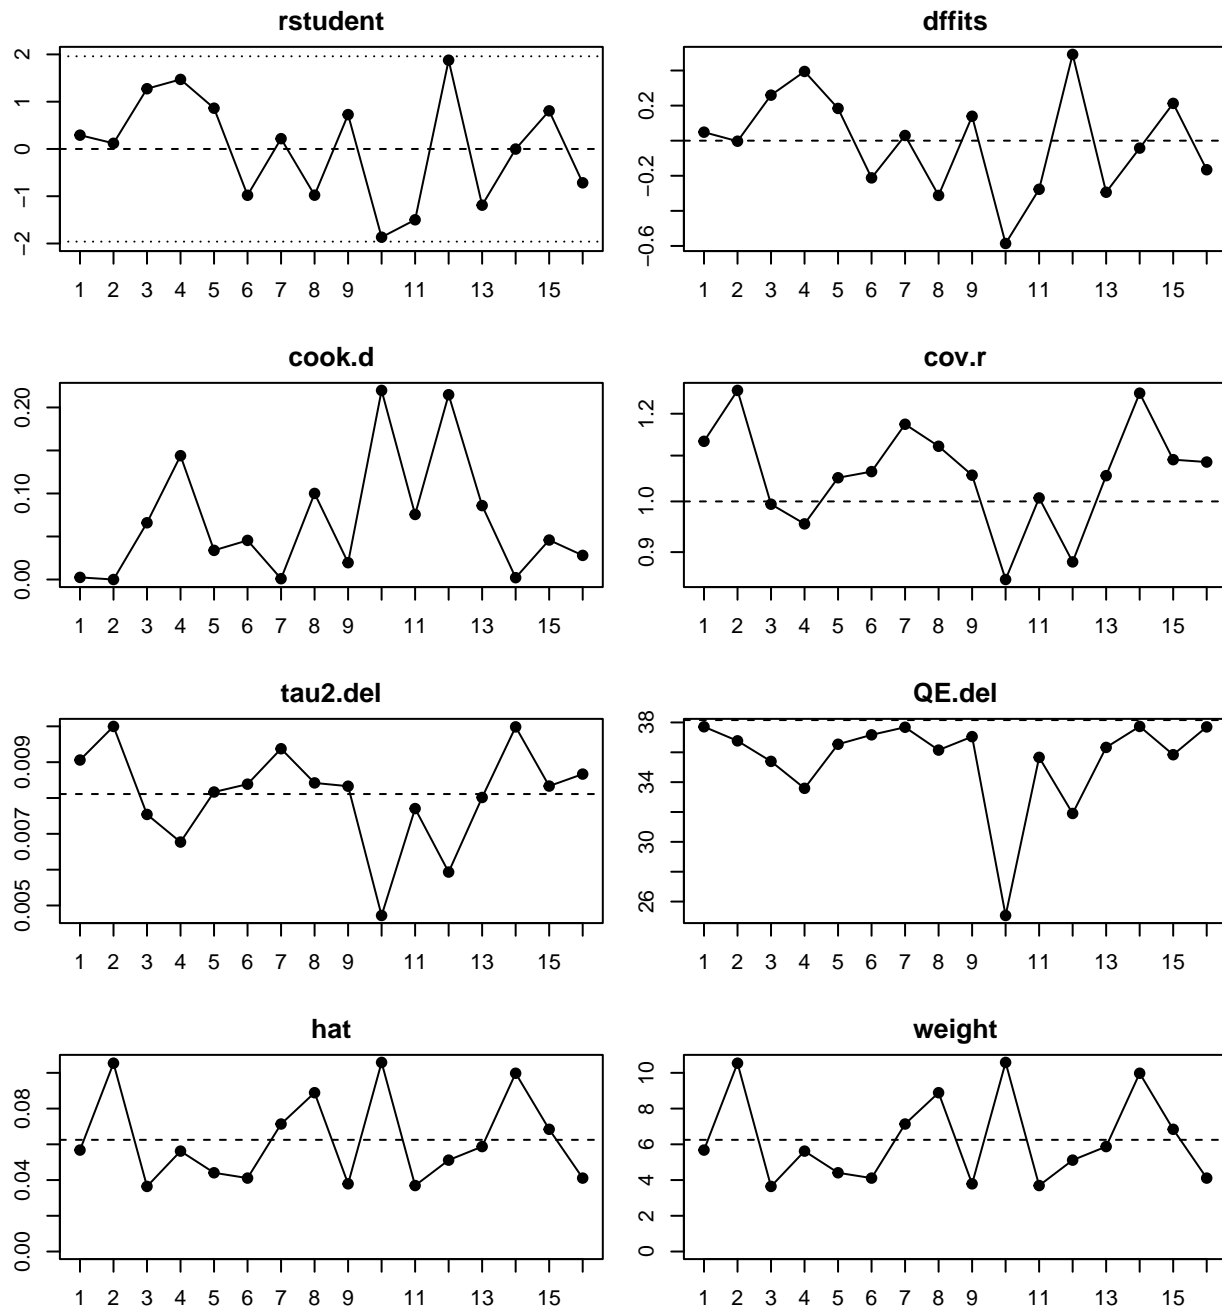 rstudent
2
1
0
−1
−2
1 2 3 4 5 6 7 8 9 11 13 15
dffits
0.2
−0.2
−0.6
1 2 3 4 5 6 7 8 9 11 13 15
cook.d
0.20
0.10
0.00
1 2 3 4 5 6 7 8 9 11 13 15
cov.r
1.2
1.0
0.9
1 2 3 4 5 6 7 8 9 11 13 15
tau2.del
0.009
0.007
0.005
1 2 3 4 5 6 7 8 9 11 13 15
QE.del
38
34
30
26
1 2 3 4 5 6 7 8 9 11 13 15
hat
0.08
0.04
0.00
1 2 3 4 5 6 7 8 9 11 13 15
weight
10
8
6
4
2
0
1 2 3 4 5 6 7 8 9 11 13 15